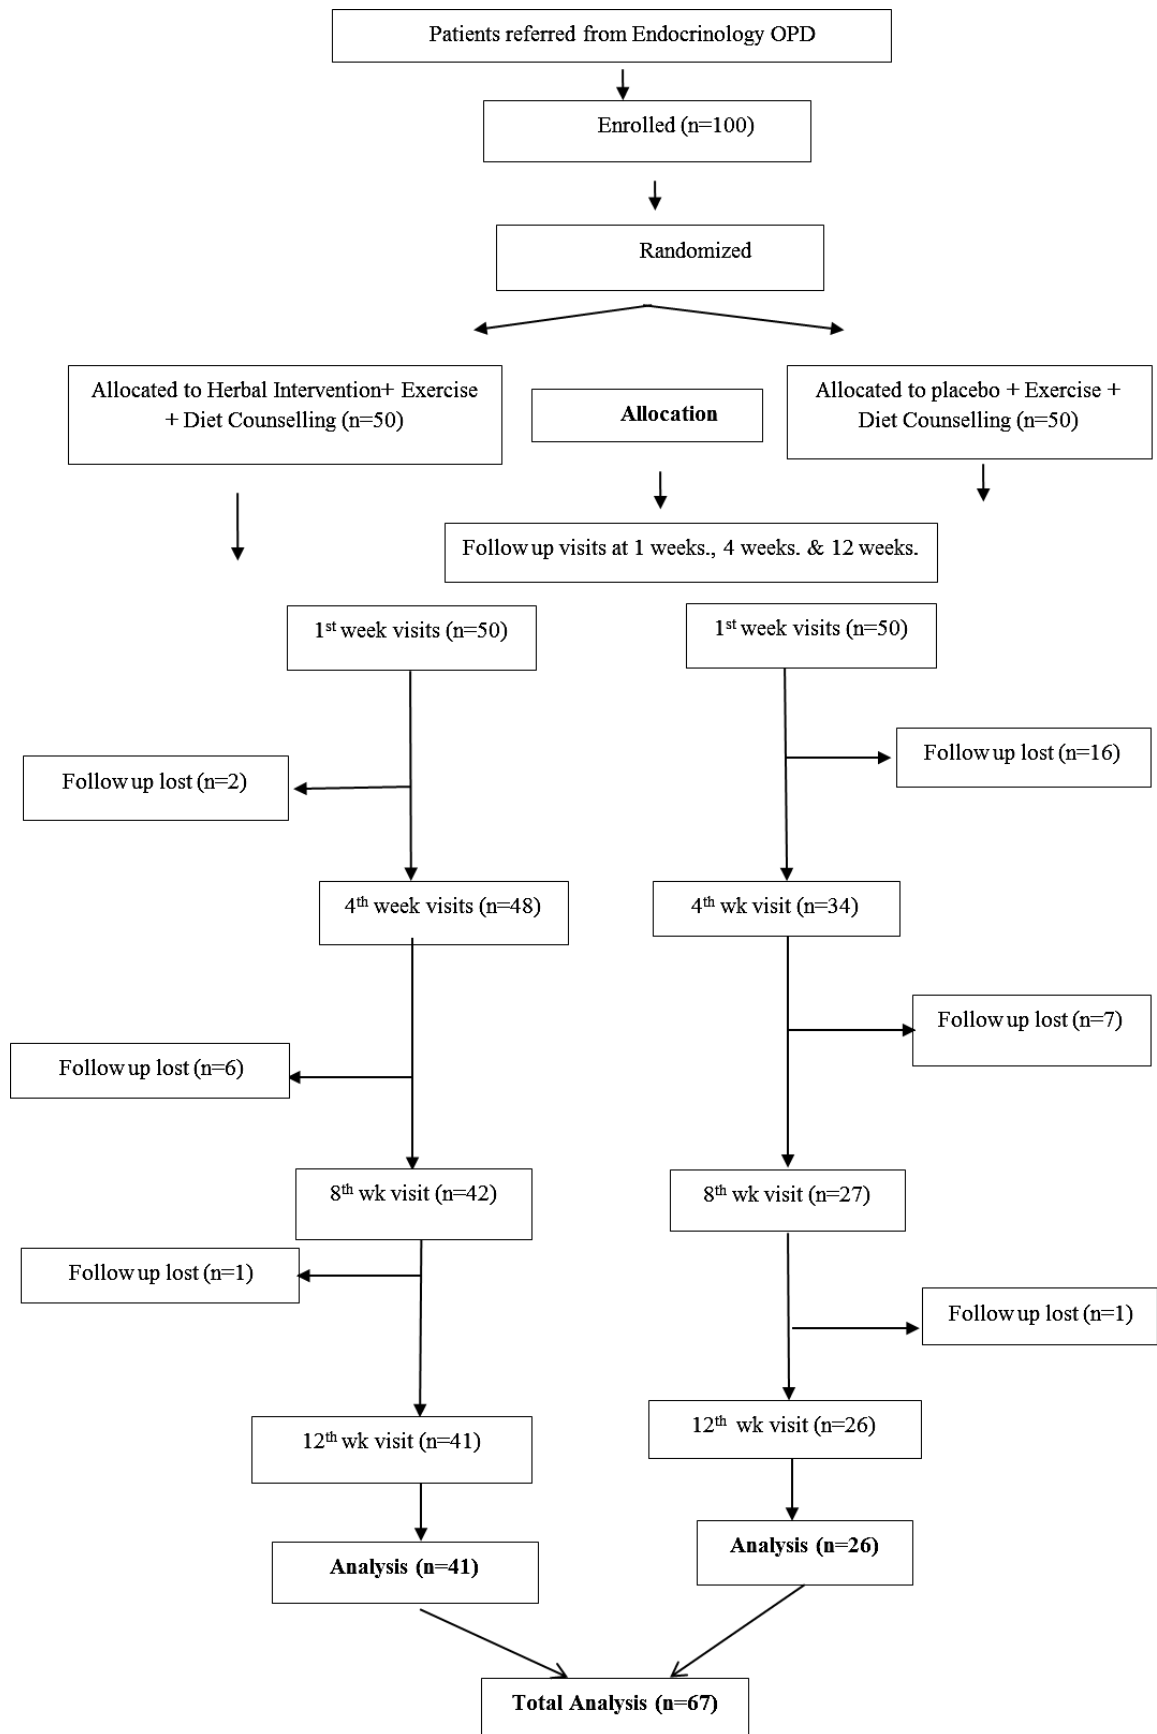 Patients referred from Endocrinology OPD
Enrolled (n=100)
Randomized
Allocated to Herbal Intervention+ Exercise
+ Diet Counselling (n=50)
Allocation
Allocated to placebo + Exercise +
Diet Counselling (n=50)
Follow up visits at 1 weeks., 4 weeks. & 12 weeks.
1st week visits (n=50)
1st week visits (n=50)
Follow up lost (n=2)
Follow up lost (n=16)
4th week visits (n=48)
4th wk visit (n=34)
Follow up lost (n=6)
Follow up lost (n=7)
8th wk visit (n=42)
8th wk visit (n=27)
Follow up lost (n=1)
Follow up lost (n=1)
12th wk visit (n=41)
12th wk visit (n=26)
Analysis (n=41)
Analysis (n=26)
Total Analysis (n=67)